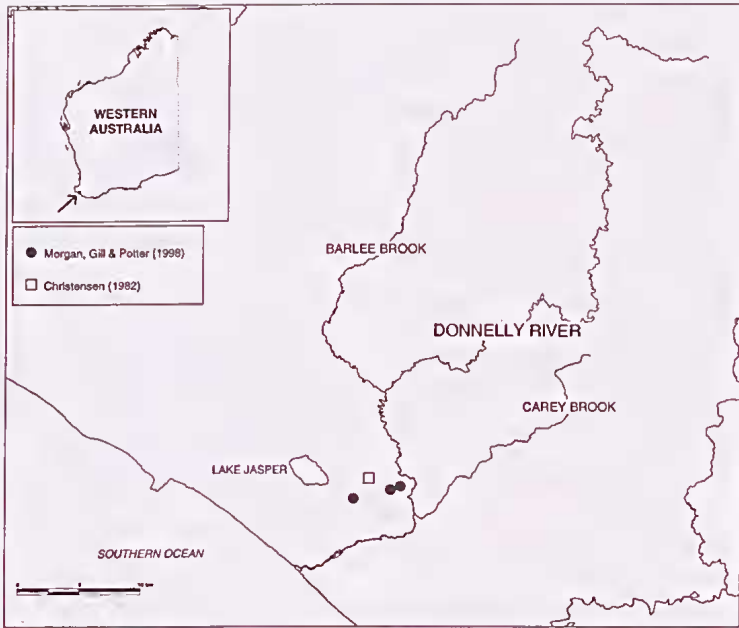 WESTERN
AUSTRALIA
Morgan, Gill & Potter (1998)
Christensen (1982)
BARLEE BROOK
DONNELLY RIVER
CAREY BROOK
LAKE JASPER
SOUTHERN OCEAN